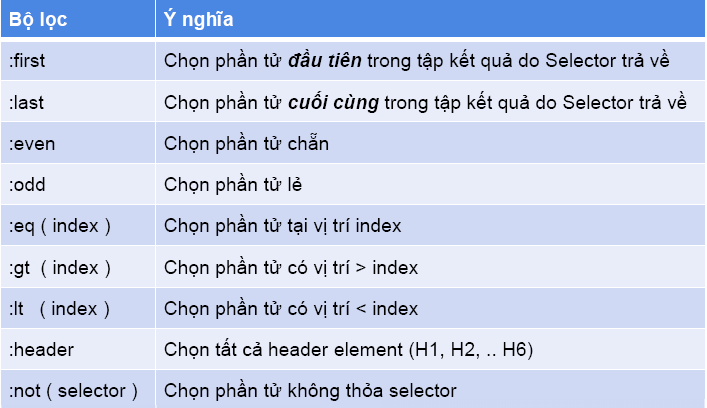 Bộ lọc Ý nghĩa
:first Chọn phần tử đầu tiên trong tập kết quả do Selector trả về
:last Chọn phần tử cuối cùng trong tập kết quả do Selector trả về
:even Chọn phần tử chẵn
:odd Chọn phần tử lẻ
:eq ( index ) Chọn phần tử tại vị trí index
:gt ( index ) Chọn phần tử có vị trí > index
:lt ( index ) Chọn phần tử có vị trí < index
:header Chọn tất cả header element (H1, H2, .. H6)
:not ( selector ) Chọn phần tử không thỏa selector